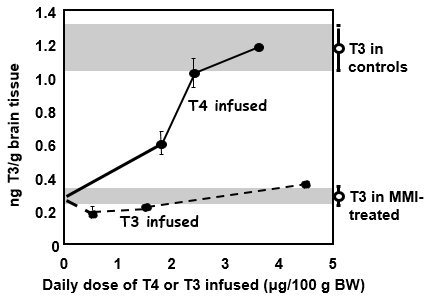 1.4
1.2
1.0
0.8
0.6
0.4
0.2
0
ng T3/g brain tissue
T4 infused
T3 infused
T3 in
controls
T3 in MMI-
treated
0 1 2 3 4 5
Daily dose of T4 or T3 infused (µg/100 g BW)